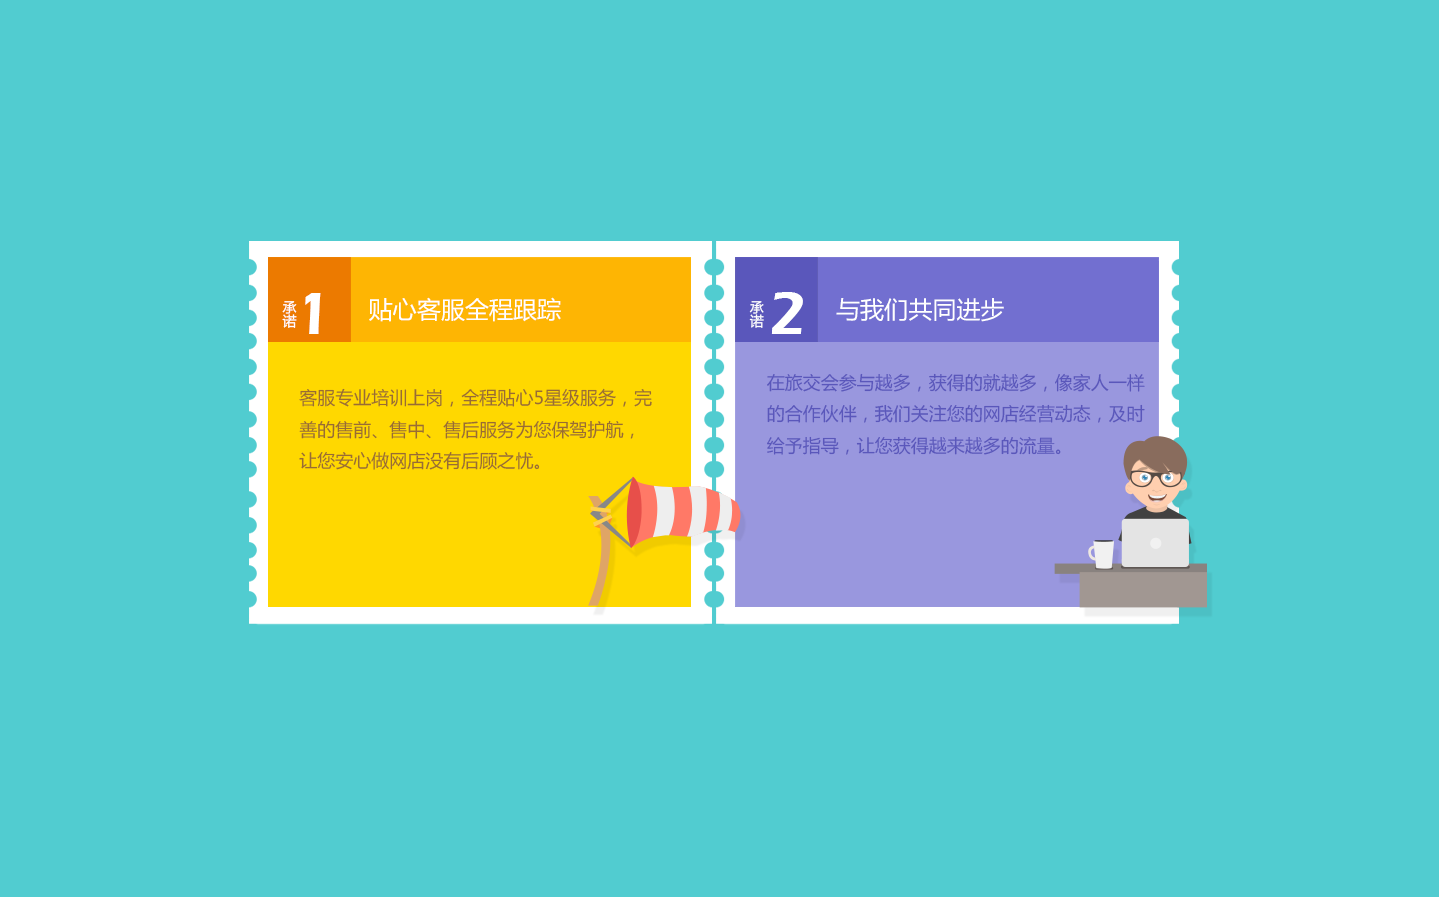 承诺 1 贴心客服全程跟踪
客服专业培训上岗，全程贴心5星级服务，完
善的售前、售中、售后服务为您保驾护航，
让您安心做网店没有后顾之忧。
承诺 2 与我们共同进步
在旅交会参与越多，获得的就越多，像家人一样
的合作伙伴，我们关注您的网店经营动态，及时
给予指导，让您获得越来越多的流量。